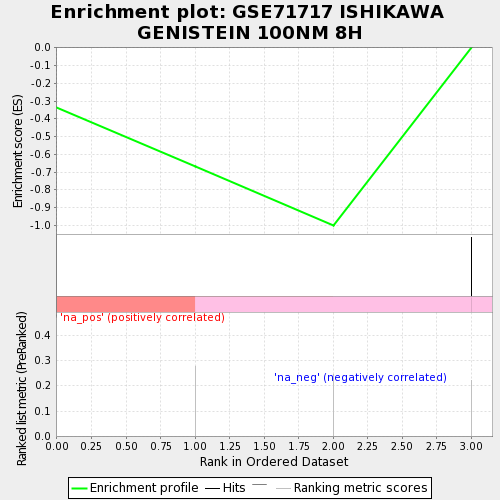 Enrichment plot: GSE71717 ISHIKAWA
GENISTEIN 100NM 8H
Enrichment score (ES)
0.0
-0.1
-0.2
-0.3
-0.4
-0.5
-0.6
-0.7
-0.8
-0.9
-1.0
'na_pos' (positively correlated)
'na_neg' (negatively correlated)
Ranked list metric (PreRanked)
0.4
0.3
0.2
0.1
0.0
0.00 0.25 0.50 0.75 1.00 1.25 1.50 1.75 2.00 2.25 2.50 2.75 3.00
Rank in Ordered Dataset
Enrichment profile Hits Ranking metric scores